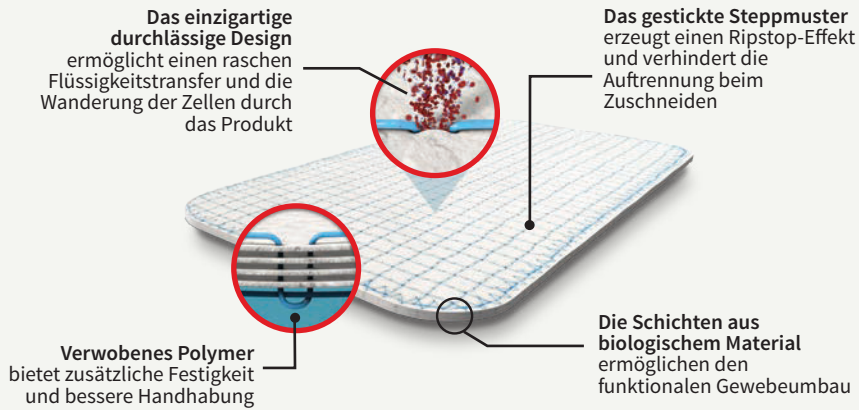 Das einzigartige
durchlässige Design
ermöglicht einen raschen
Flüssigkeitstransfer und die
Wanderung der Zellen durch
das Produkt
Das gestickte Steppmuster
erzeugt einen Ripstop-Effekt
und verhindert die
Auftrennung beim
Zuschneiden
Verwobenes Polymer
bietet zusätzliche Festigkeit
und bessere Handhabung
Die Schichten aus
biologischem Material
ermöglichen den
funktionalen Gewebeumbau